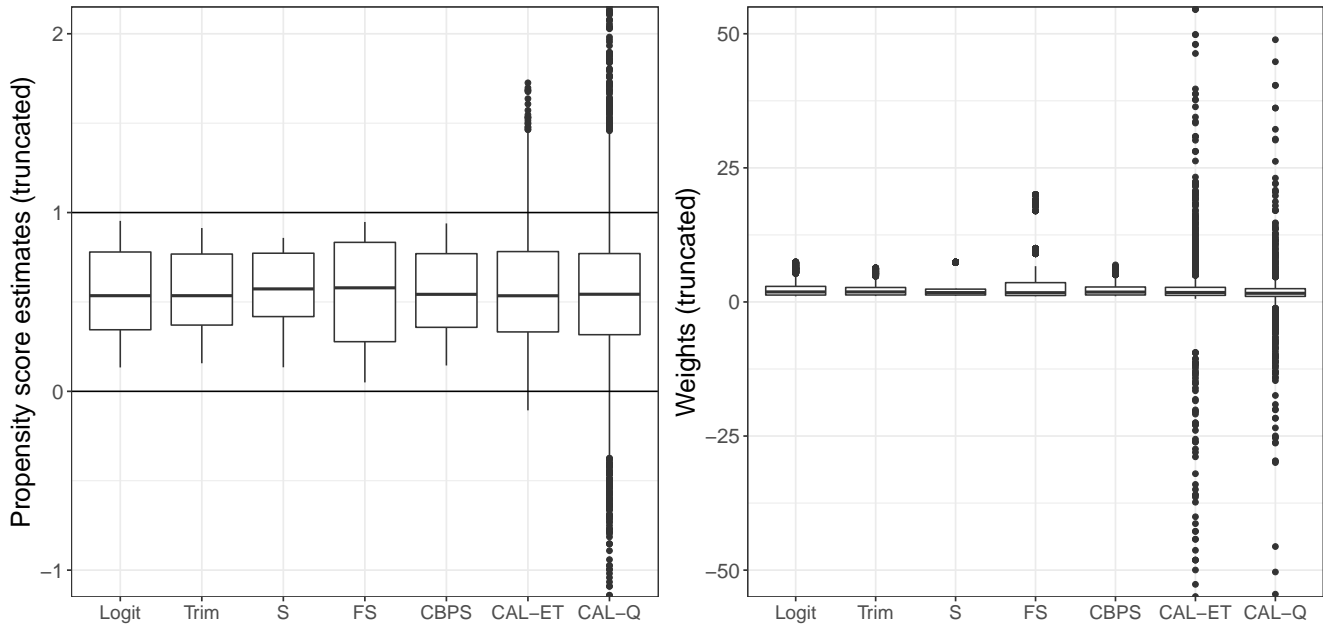 Propensity score estimates (truncated)
2
1
0
−1
Logit Trim S FS CBPS CAL−ET CAL−Q
Weights (truncated)
50
25
0
−25
−50
Logit Trim S FS CBPS CAL−ET CAL−Q